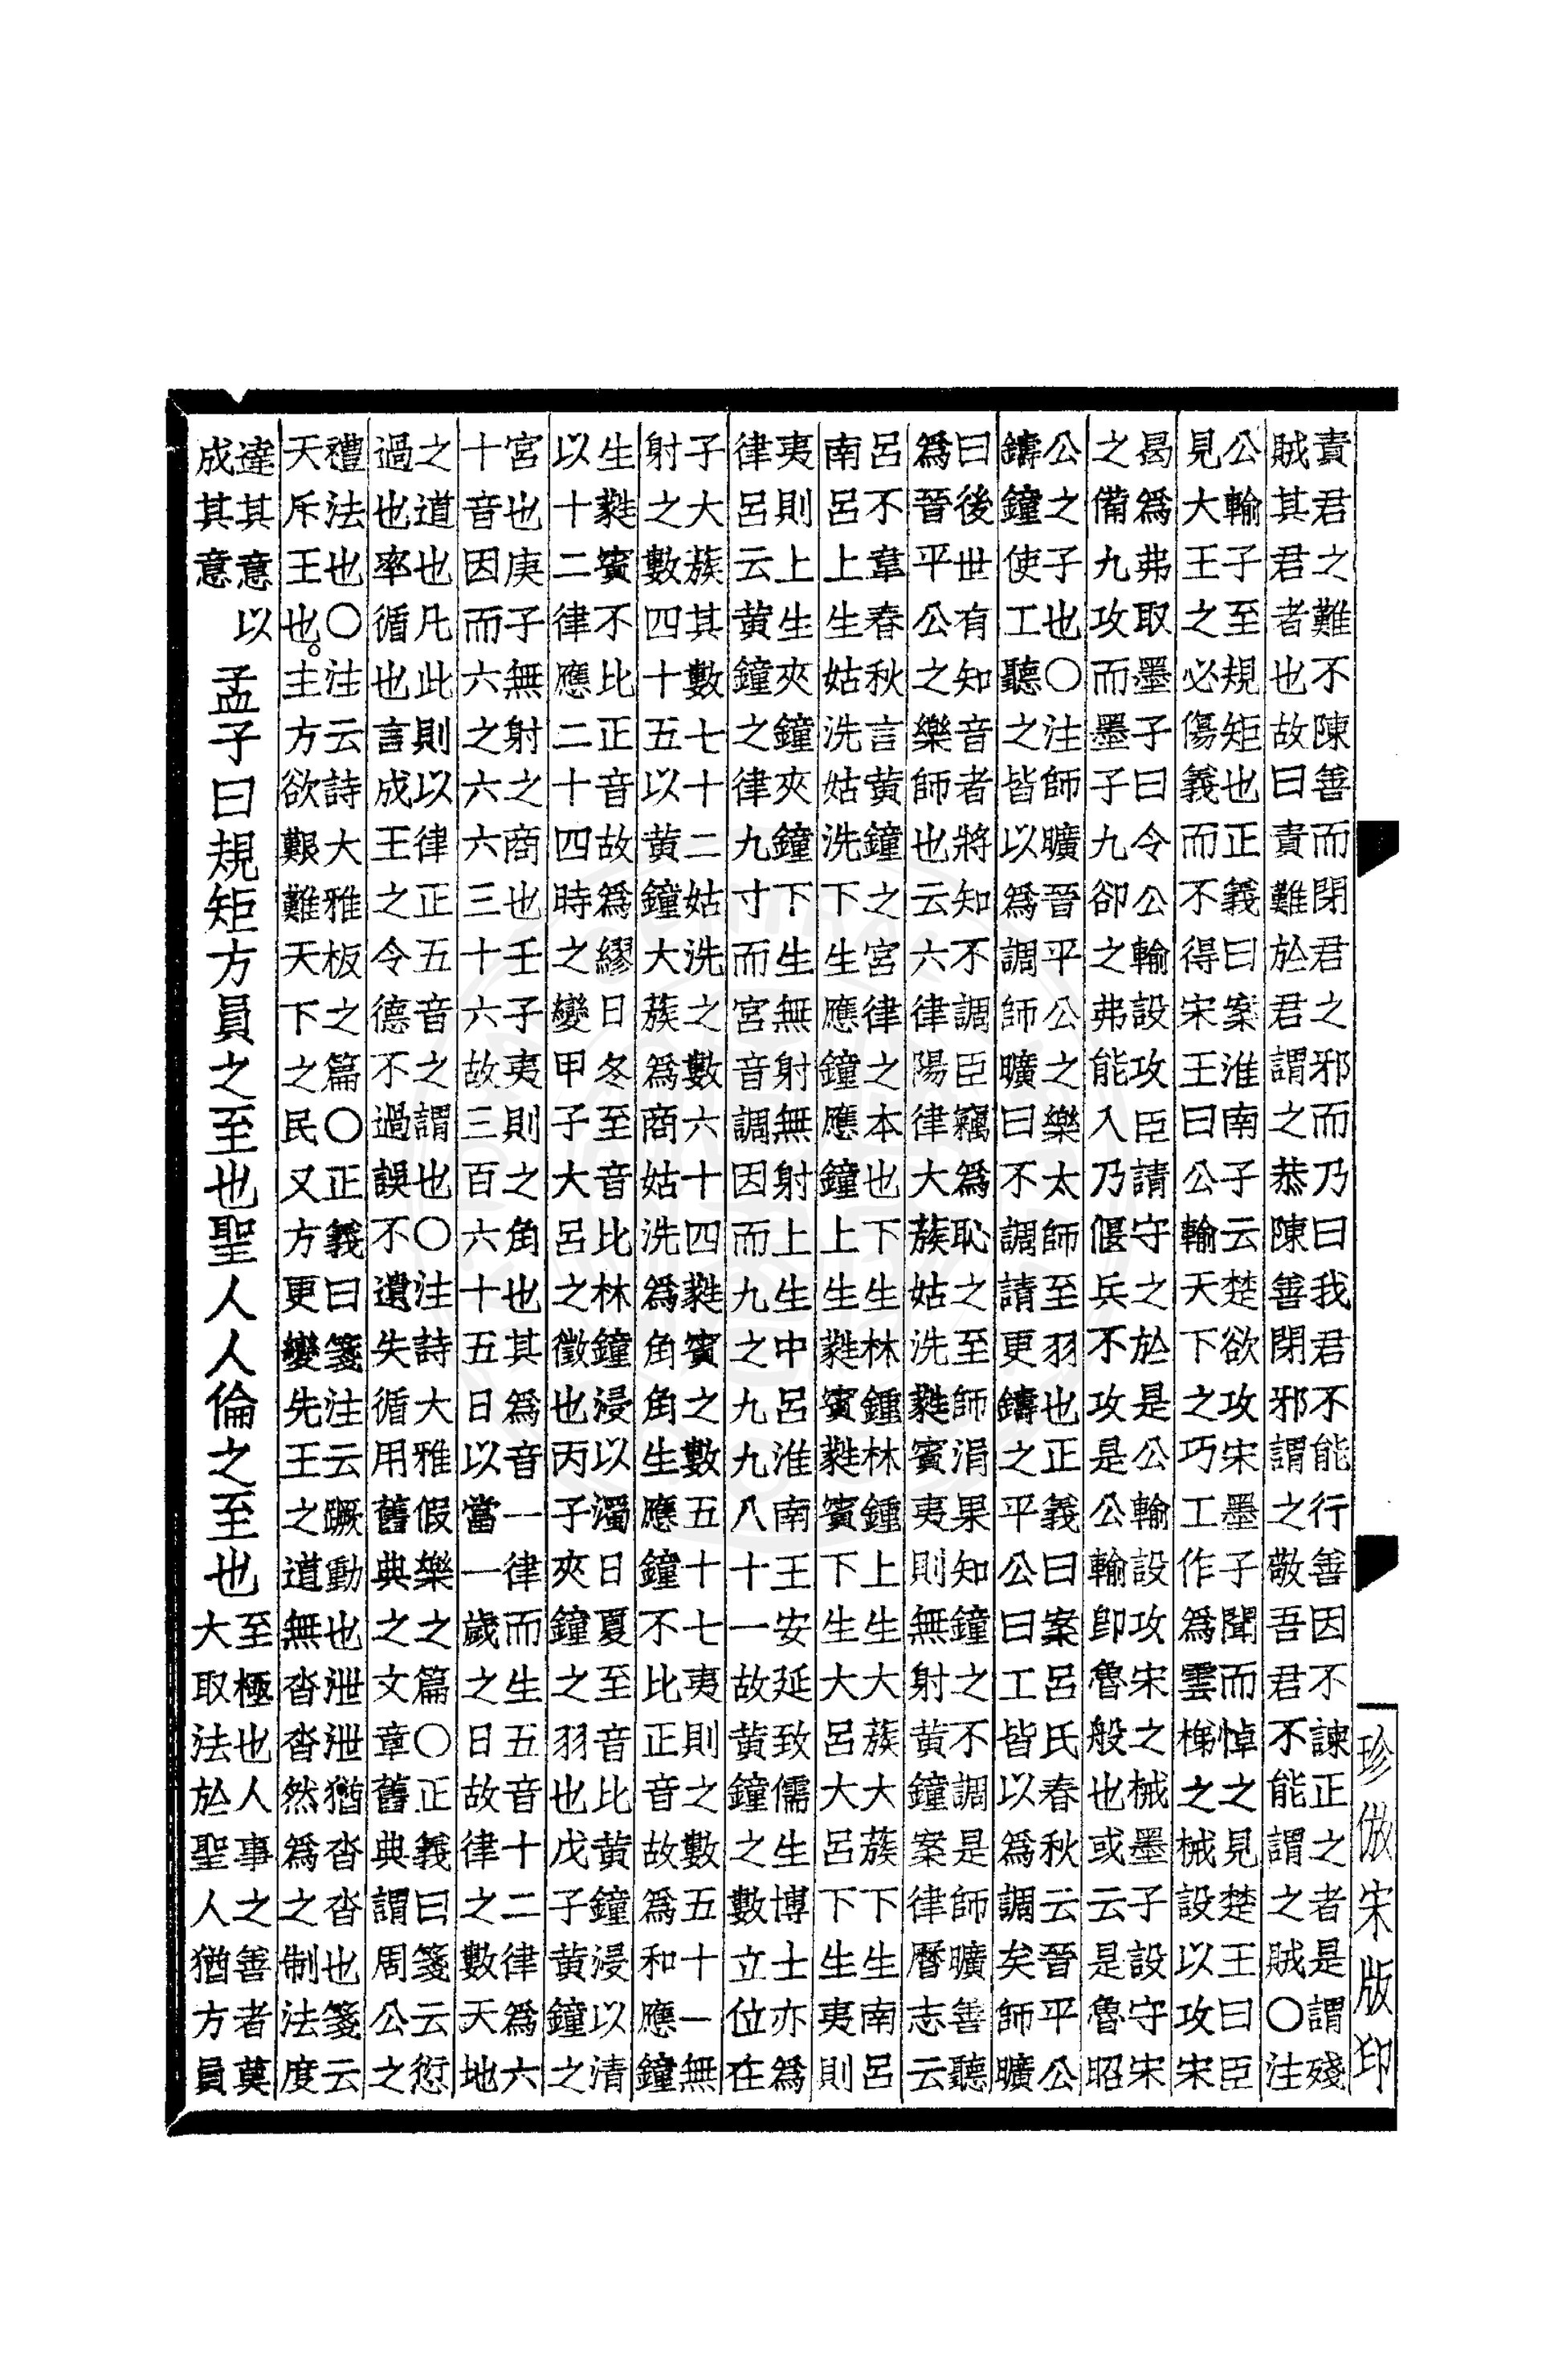 責君之難不陳善而閉君之邪而乃曰我君不能行善因不諫正之者是謂殘
賊其君者也故曰責難於君謂之恭陳善閉邪謂之敬吾君不能謂之賊○注
公輸子至規矩也正義曰案淮南子云楚欲攻宋墨子聞而悼之見楚王曰臣
見大王之必傷義而不得宋王曰公輸天下之巧工作爲雲梯之械設以攻宋
曷爲弗取墨子曰令公輸設攻臣請守之於是公輸設攻宋之械墨子設守宋
之備九攻而墨子九卻之弗能入乃偃兵不攻是公輸卽魯般也或云是魯昭
公之子也○注師曠晉平公之樂太師至羽也正義曰案呂氏春秋云晉平公
鑄鐘使工聽之皆以爲調師曠曰不調請更鑄之平公曰工皆以爲調矣師曠
曰後世有知音者將知不調臣竊爲恥之至師涓果知鐘之不調是師曠善聽
爲晉平公之樂師也云六律陽律大蔟姑洗蕤賓夷則無射黃鐘案律曆志云
呂不韋春秋言黃鐘之宮律之本也下生林鍾林鍾上生大蔟大蔟下生南呂
南呂上生姑洗姑洗下生應鐘應鐘上生蕤賓蕤賓下生大呂大呂下生夷則
夷則上生夾鐘夾鐘下生無射無射上生中呂淮南王安延致儒生博士亦爲
律呂云黃鐘之律九寸而宮音調因而九之九九八十一故黃鐘之數立位在
子大蔟其數七十二姑洗之數六十四蕤賓之數五十七夷則之數五十一無
射之數四十五以黃鐘大蔟爲商姑洗爲角角生應鐘不比正音故爲和應鐘
生蕤賓不比正音故爲繆日冬至音比林鐘浸以濁日夏至音比黃鐘浸以清
以十二律應二十四時之變甲子大呂之徵也丙子夾鐘之羽也戊子黃鐘之
宮也庚子無射之商也壬子夷則之角也其爲音一律而生五音十二律爲六
十音因而六之六六三十六故三百六十五日以當一歲之日故律之數天地
之道也凡此則以律正五音之謂也○注詩大雅假樂之篇○正義曰箋云愆
過也率循也言成王之令德不過誤不遺失循用舊典之文章舊典謂周公之
禮法也○注云詩大雅板之篇○正義曰箋注云蹶動也泄泄猶沓沓也箋云
天斥王也。主方欲艱難天下之民又方更變先王之道無沓沓然爲之制法度
達其意以
成其意
孟子曰規矩方員之至也聖人人倫之至也
至極也人事之善者莫
大取法於聖人猶方員
珍倣宋版印